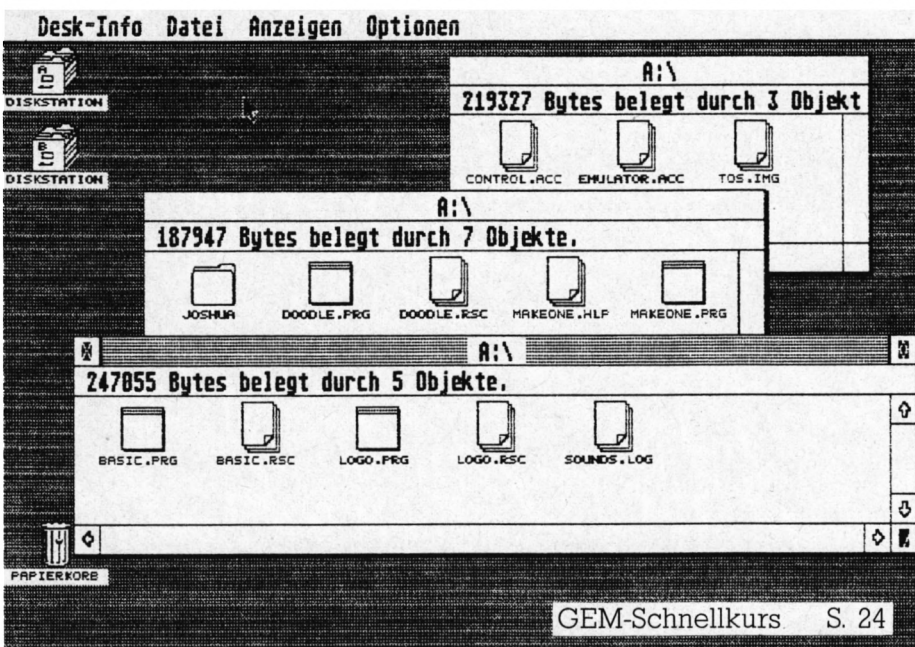 Desk-Info Datei Anzeigen Optionen
A
DISKSTATION
B
DISKSTATION
A:\
219327 Bytes belegt durch 3 Objekt
CONTROL.ACC EMULATOR.ACC TOS.IMG
A:\
187947 Bytes belegt durch 7 Objekte.
JOSHUA DOODLE.PRG DOODLE.RSC MAKEONE.HLP MAKEONE.PRG
A:\
247055 Bytes belegt durch 5 Objekte.
BASIC.PRG BASIC.RSC LOGO.PRG LOGO.RSC SOUNDS.LOG
PAPIERKORB
GEM-Schnellkurs S. 24